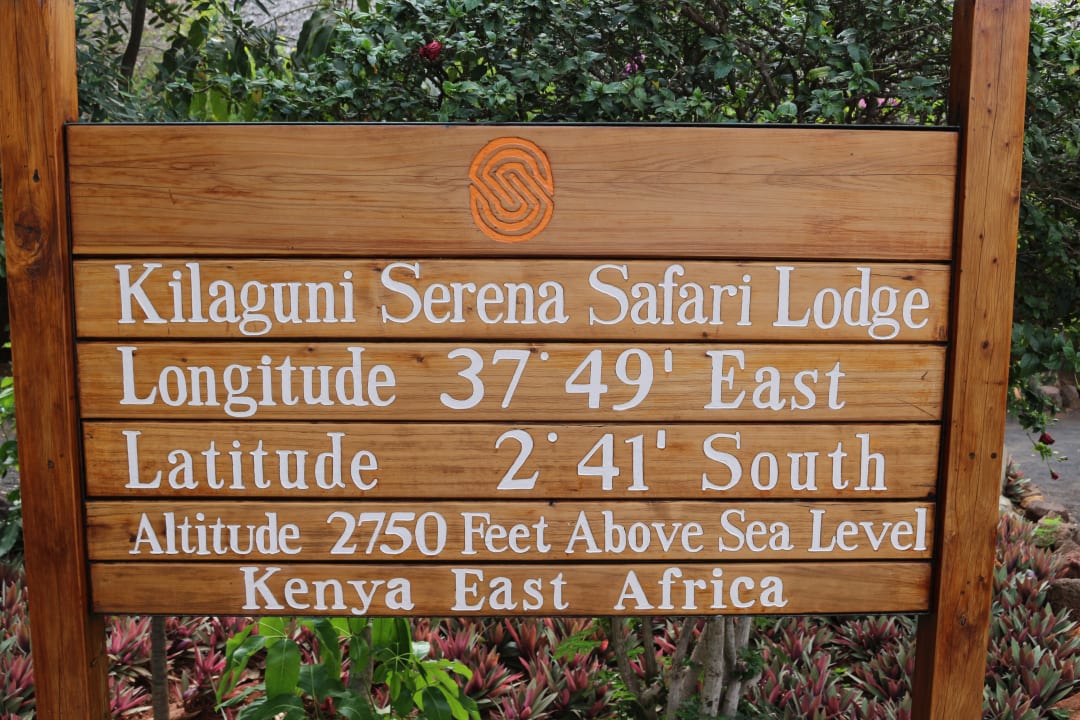 Kilaguni Serena Safari Lodge
Longitude 37° 49' East
Latitude 2° 41' South
Altitude 2750 Feet Above Sea Level
Kenya East Africa